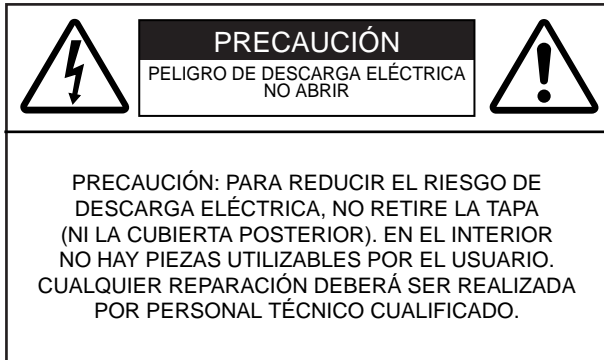 PRECAUCIÓN
PELIGRO DE DESCARGA ELÉCTRICA
NO ABRIR
PRECAUCIÓN: PARA REDUCIR EL RIESGO DE
DESCARGA ELÉCTRICA, NO RETIRE LA TAPA
(NI LA CUBIERTA POSTERIOR). EN EL INTERIOR
NO HAY PIEZAS UTILIZABLES POR EL USUARIO.
CUALQUIER REPARACIÓN DEBERÁ SER REALIZADA
POR PERSONAL TÉCNICO CUALIFICADO.